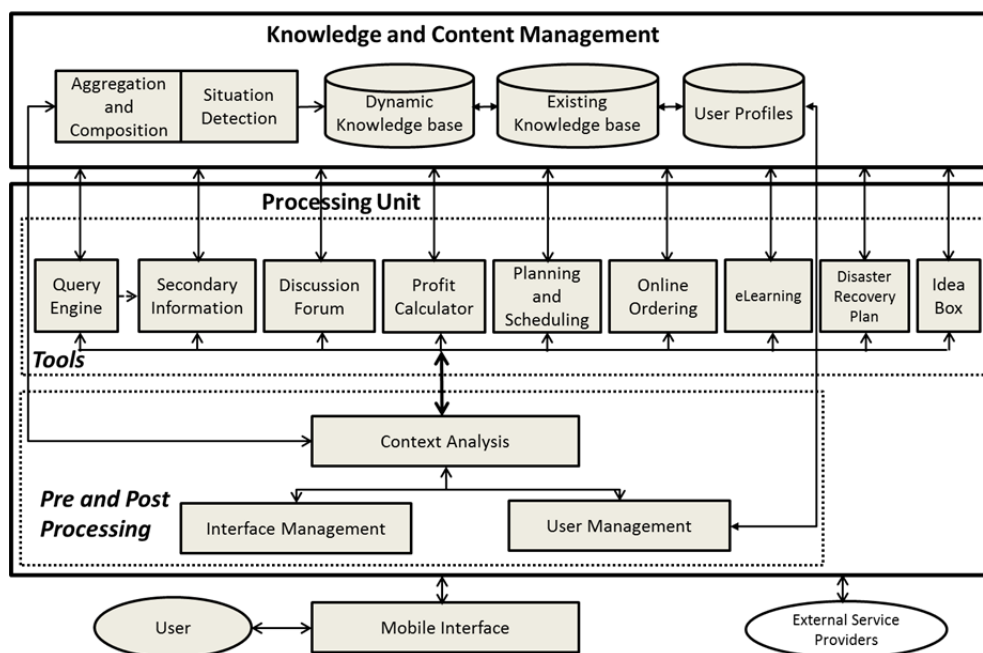 Knowledge and Content Management
Aggregation
and
Composition
Situation
Detection
Dynamic
Knowledge base
Existing
Knowledge base
User Profiles
Processing Unit
Query
Engine
Secondary
Information
Discussion
Forum
Profit
Calculator
Planning
and
Scheduling
Online
Ordering
eLearning
Disaster
Recovery
Plan
Idea
Box
Tools
Context Analysis
Pre and Post
Processing
Interface Management
User Management
User
Mobile Interface
External Service
Providers